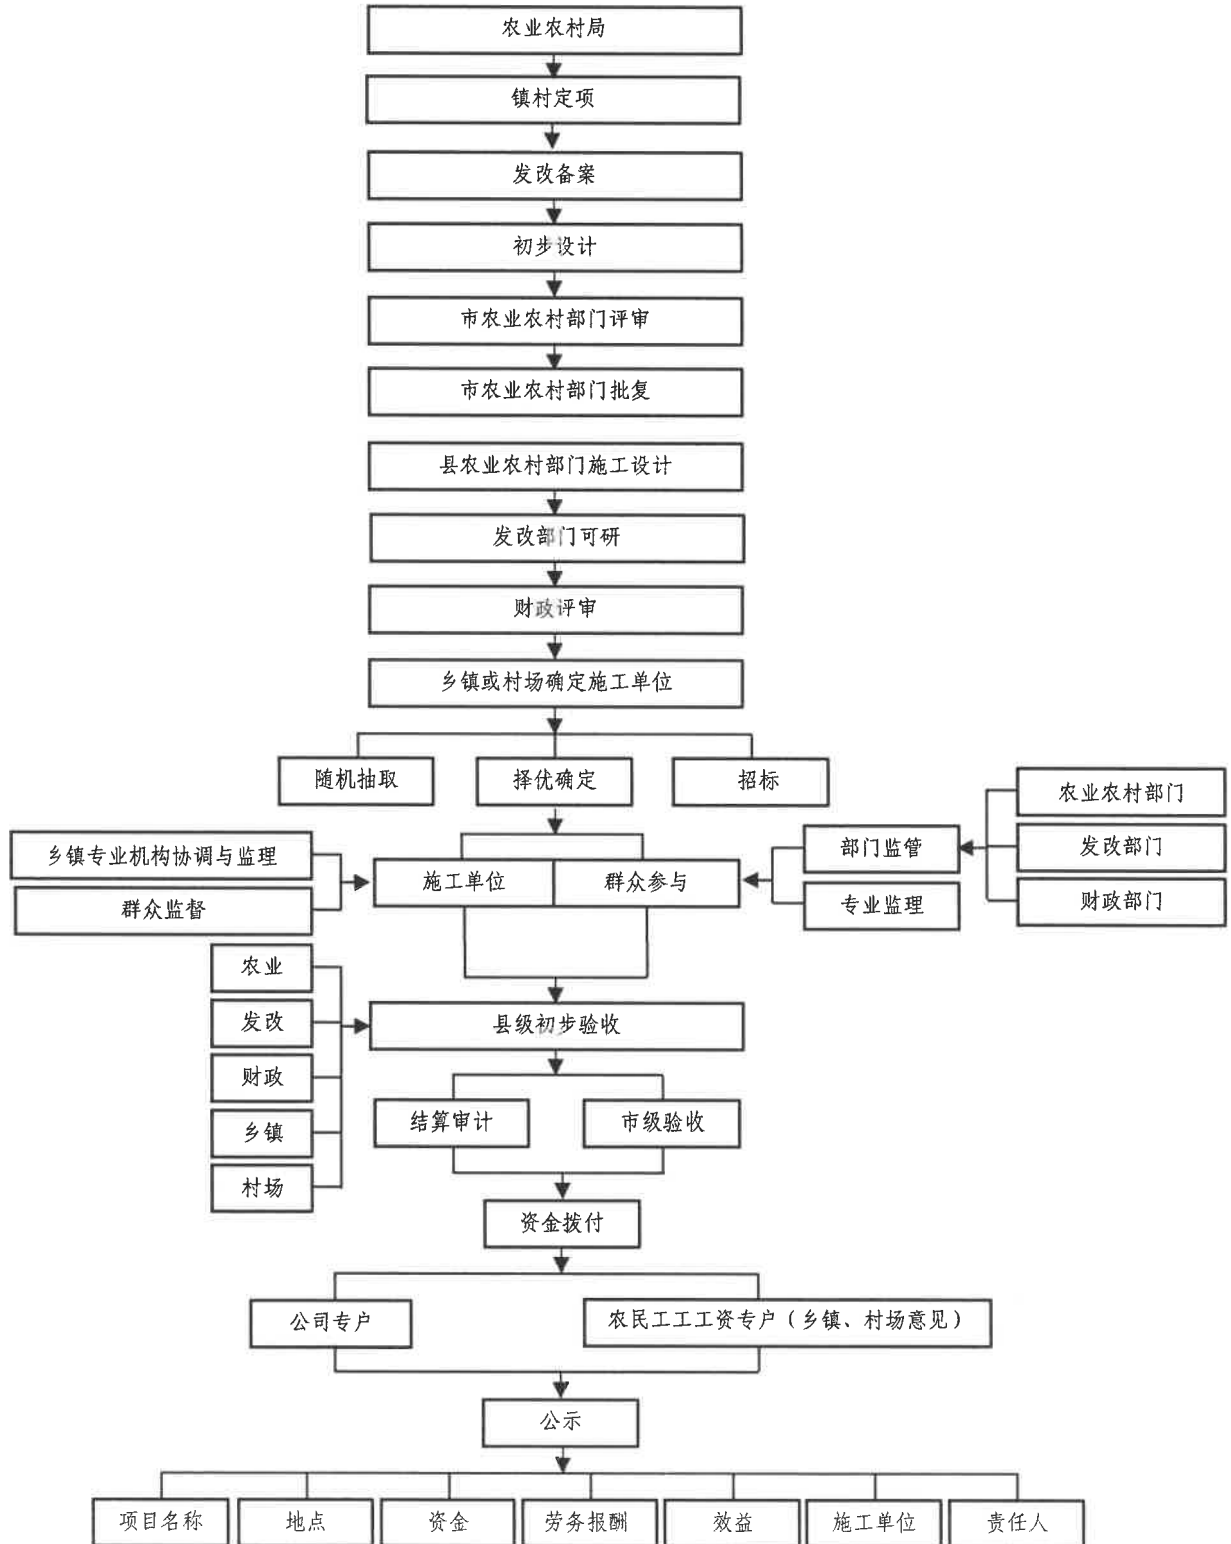 农业农村局
镇村定项
发改备案
初步设计
市农业农村部门评审
市农业农村部门批复
县农业农村部门施工设计
发改部门可研
财政评审
乡镇或村场确定施工单位
随机抽取
择优确定
招标
农业农村部门
发改部门
财政部门
部门监管
专业监理
乡镇专业机构协调与监理
群众监督
施工单位
群众参与
农业
发改
财政
乡镇
村场
县级初步验收
结算审计
市级验收
资金拨付
公司专户
农民工工工资专户（乡镇、村场意见）
公示
项目名称
地点
资金
劳务报酬
效益
施工单位
责任人